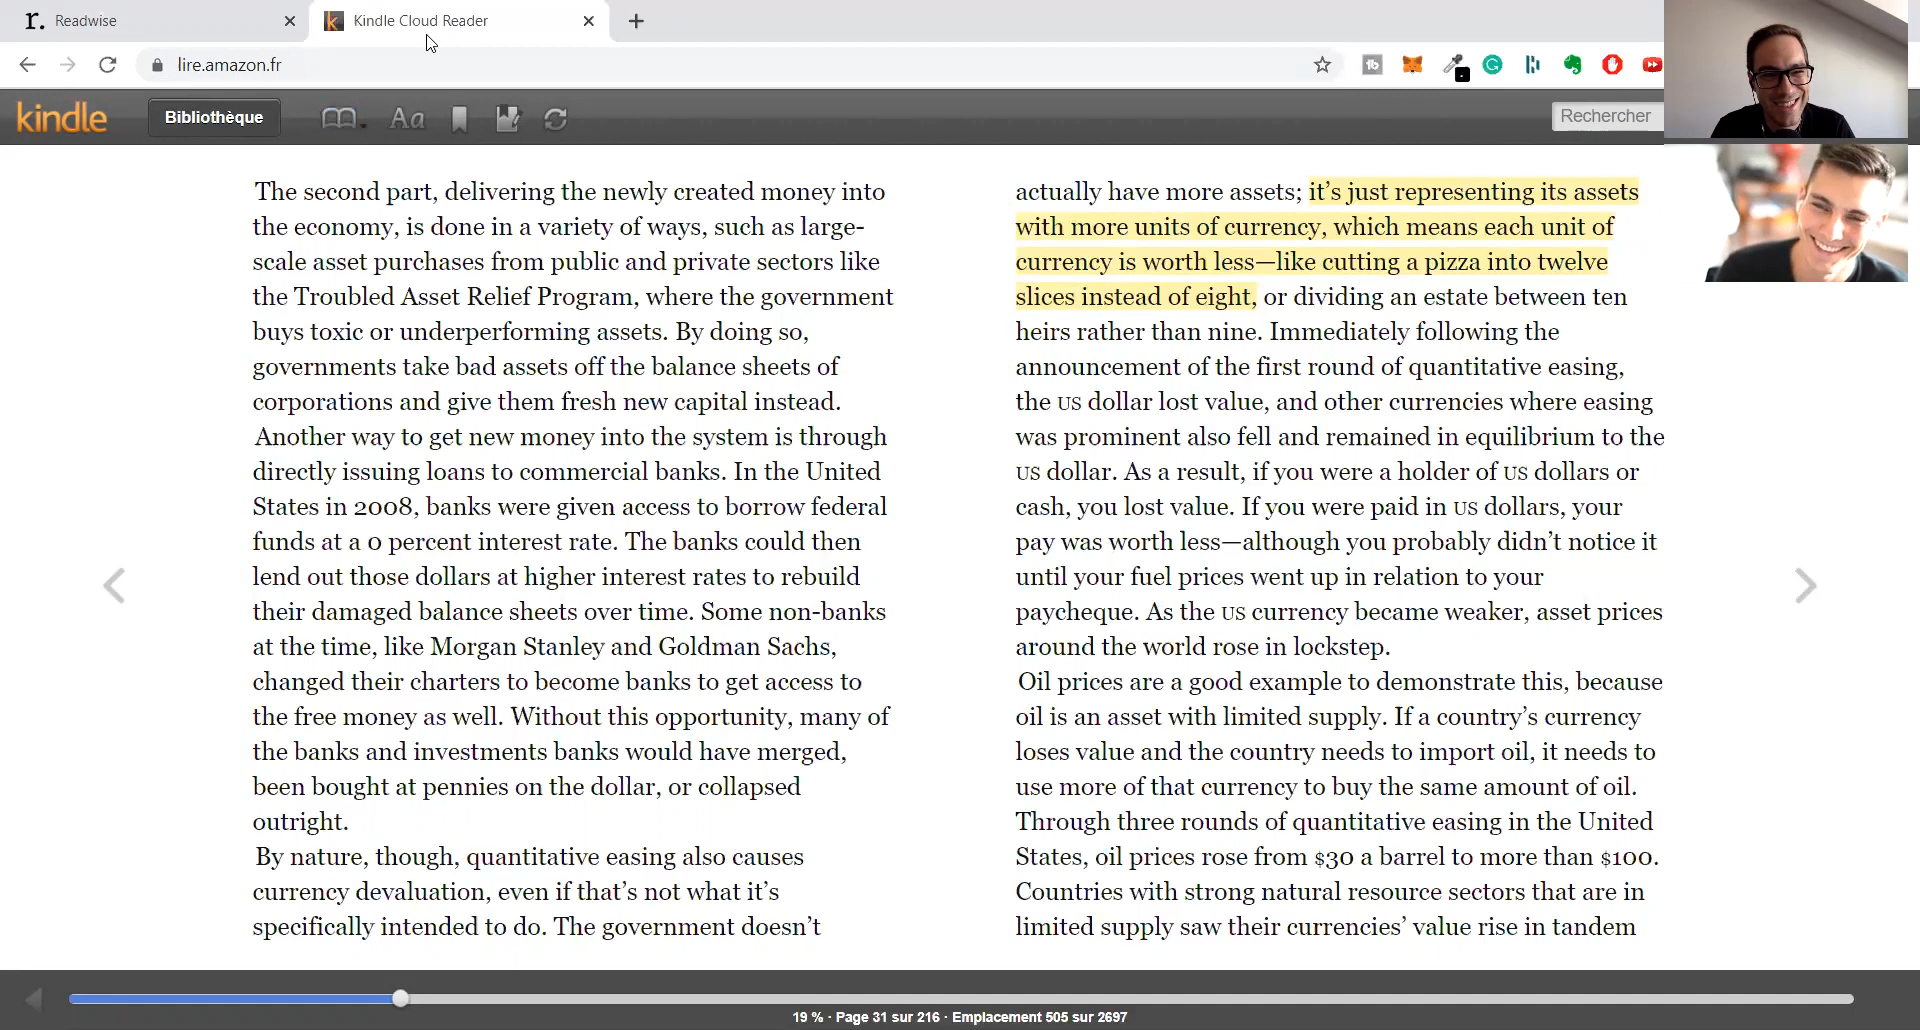 Readwise
Kindle Cloud Reader
lire.amazon.fr
kindle
Bibliothèque
Aa
Rechercher
The second part, delivering the newly created money into
the economy, is done in a variety of ways, such as large-
scale asset purchases from public and private sectors like
the Troubled Asset Relief Program, where the government
buys toxic or underperforming assets. By doing so,
governments take bad assets off the balance sheets of
corporations and give them fresh new capital instead.
Another way to get new money into the system is through
directly issuing loans to commercial banks. In the United
States in 2008, banks were given access to borrow federal
funds at a 0 percent interest rate. The banks could then
lend out those dollars at higher interest rates to rebuild
their damaged balance sheets over time. Some non-banks
at the time, like Morgan Stanley and Goldman Sachs,
changed their charters to become banks to get access to
the free money as well. Without this opportunity, many of
the banks and investments banks would have merged,
been bought at pennies on the dollar, or collapsed
outright.
By nature, though, quantitative easing also causes
currency devaluation, even if that’s not what it’s
specifically intended to do. The government doesn’t
actually have more assets; it’s just representing its assets
with more units of currency, which means each unit of
currency is worth less—like cutting a pizza into twelve
slices instead of eight, or dividing an estate between ten
heirs rather than nine. Immediately following the
announcement of the first round of quantitative easing,
the US dollar lost value, and other currencies where easing
was prominent also fell and remained in equilibrium to the
US dollar. As a result, if you were a holder of US dollars or
cash, you lost value. If you were paid in US dollars, your
pay was worth less—although you probably didn’t notice it
until your fuel prices went up in relation to your
paycheque. As the US currency became weaker, asset prices
around the world rose in lockstep.
Oil prices are a good example to demonstrate this, because
oil is an asset with limited supply. If a country’s currency
loses value and the country needs to import oil, it needs to
use more of that currency to buy the same amount of oil.
Through three rounds of quantitative easing in the United
States, oil prices rose from $30 a barrel to more than $100.
Countries with strong natural resource sectors that are in
limited supply saw their currencies’ value rise in tandem
19 % · Page 31 sur 216 · Emplacement 505 sur 2697